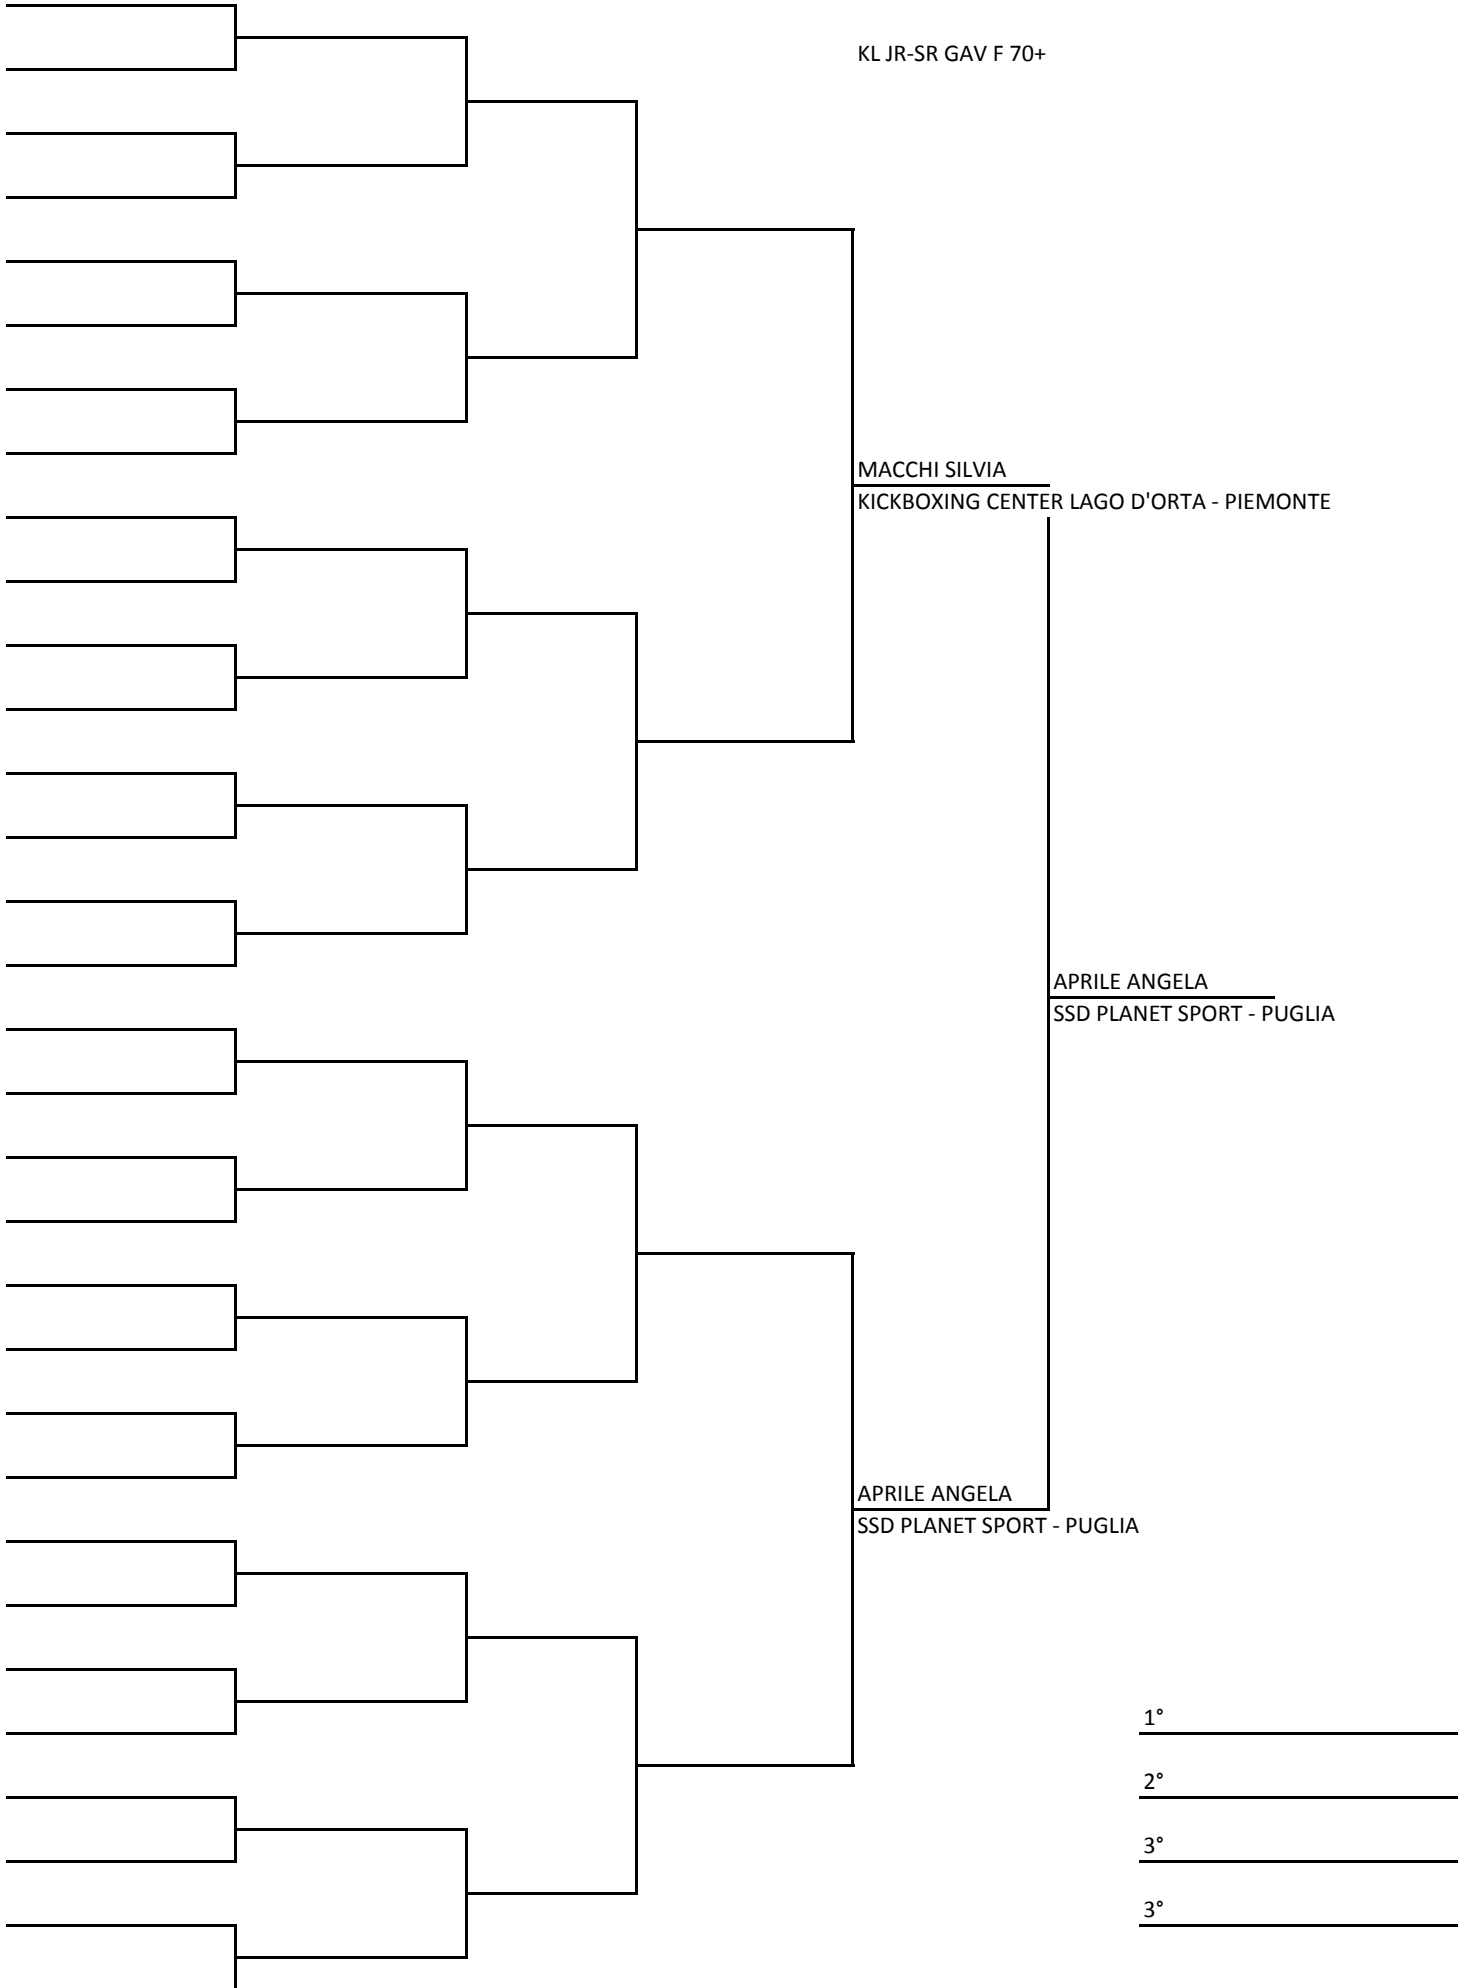 KL JR-SR GAV F 70+
MACCHI SILVIA
KICKBOXING CENTER LAGO D'ORTA - PIEMONTE
APRILE ANGELA
SSD PLANET SPORT - PUGLIA
APRILE ANGELA
SSD PLANET SPORT - PUGLIA
1°
2°
3°
3°